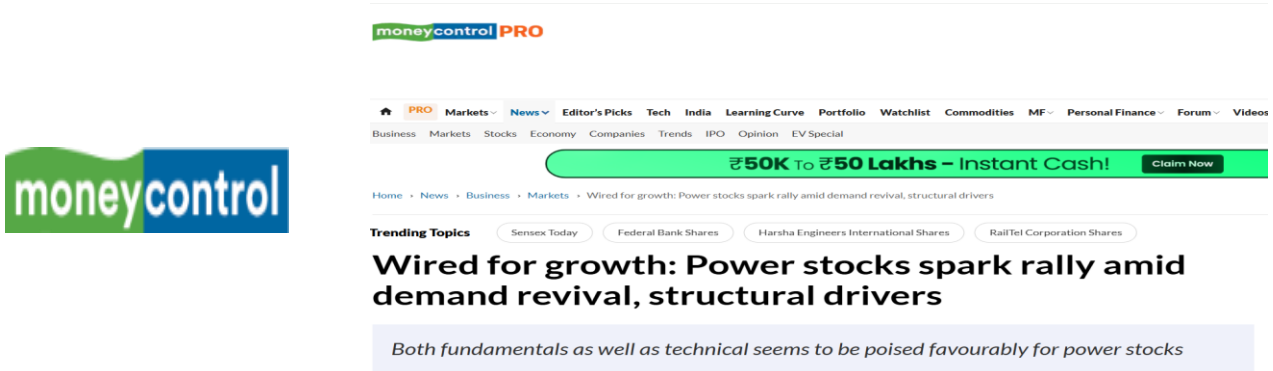 moneycontrol PRO
PRO Markets News Editor's Picks Tech India Learning Curve Portfolio Watchlist Commodities MF Personal Finance Forum Videos
Business Markets Stocks Economy Companies Trends IPO Opinion EV Special
₹50K TO ₹50 Lakhs – Instant Cash! Claim Now
moneycontrol
Home › News › Business › Markets › Wired for growth: Power stocks spark rally amid demand revival, structural drivers
Trending Topics Sensex Today Federal Bank Shares Harsha Engineers International Shares RailTel Corporation Shares
Wired for growth: Power stocks spark rally amid
demand revival, structural drivers
Both fundamentals as well as technical seems to be poised favourably for power stocks